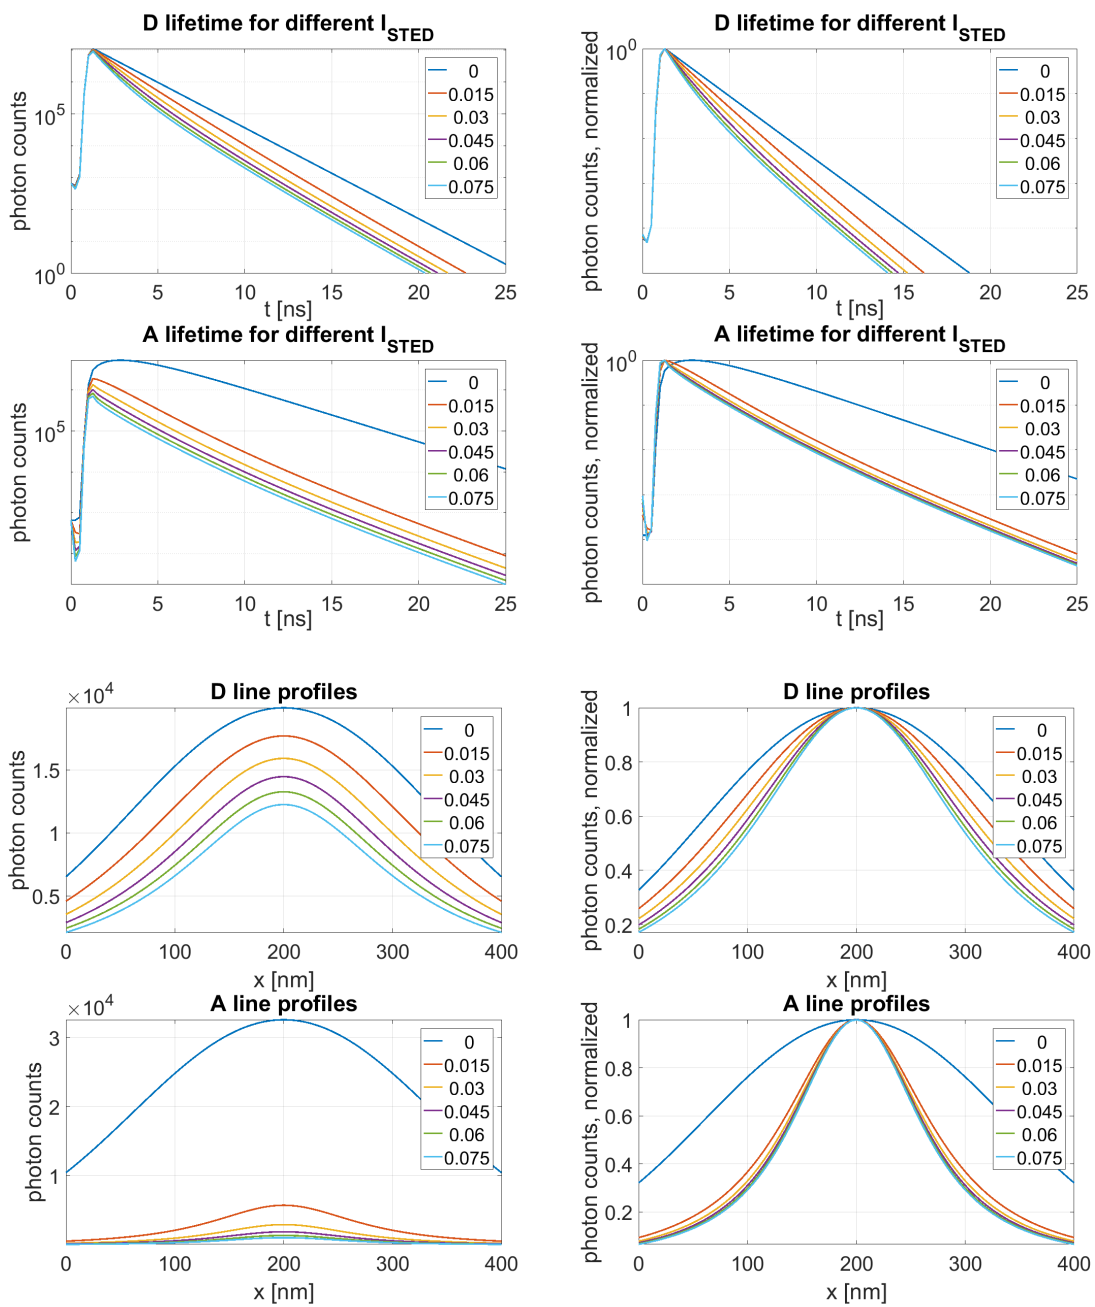 D lifetime for different I_STED
photon counts
10^5
10^0
0 5 10 15 20 25
t [ns]
0
0.015
0.03
0.045
0.06
0.075
D lifetime for different I_STED
photon counts, normalized
10^0
0 5 10 15 20 25
t [ns]
0
0.015
0.03
0.045
0.06
0.075
A lifetime for different I_STED
photon counts
10^5
0 5 10 15 20 25
t [ns]
0
0.015
0.03
0.045
0.06
0.075
A lifetime for different I_STED
photon counts, normalized
10^0
0 5 10 15 20 25
t [ns]
0
0.015
0.03
0.045
0.06
0.075
D line profiles
×10^4
photon counts
1.5
1
0.5
0 100 200 300 400
x [nm]
0
0.015
0.03
0.045
0.06
0.075
D line profiles
photon counts, normalized
1
0.8
0.6
0.4
0.2
0 100 200 300 400
x [nm]
0
0.015
0.03
0.045
0.06
0.075
A line profiles
×10^4
photon counts
3
2
1
0 100 200 300 400
x [nm]
0
0.015
0.03
0.045
0.06
0.075
A line profiles
photon counts, normalized
1
0.8
0.6
0.4
0.2
0 100 200 300 400
x [nm]
0
0.015
0.03
0.045
0.06
0.075